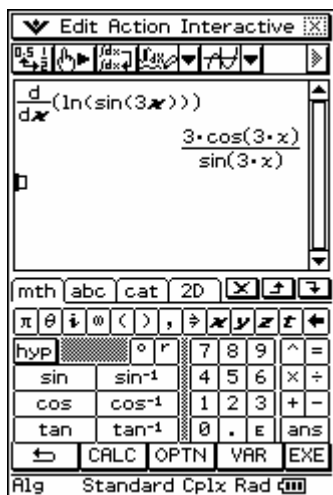 Edit Action Interactive
d/dx(ln(sin(3x)))
3·cos(3·x)/sin(3·x)
mth abc cat 2D
π θ i ∞ ( ) , ⇒ x y z t ←
hyp ° r 7 8 9 ^ =
sin sin⁻¹ 4 5 6 × ÷
cos cos⁻¹ 1 2 3 + −
tan tan⁻¹ 0 . E ans
CALC OPTN VAR EXE
Alg Standard Cplx Rad